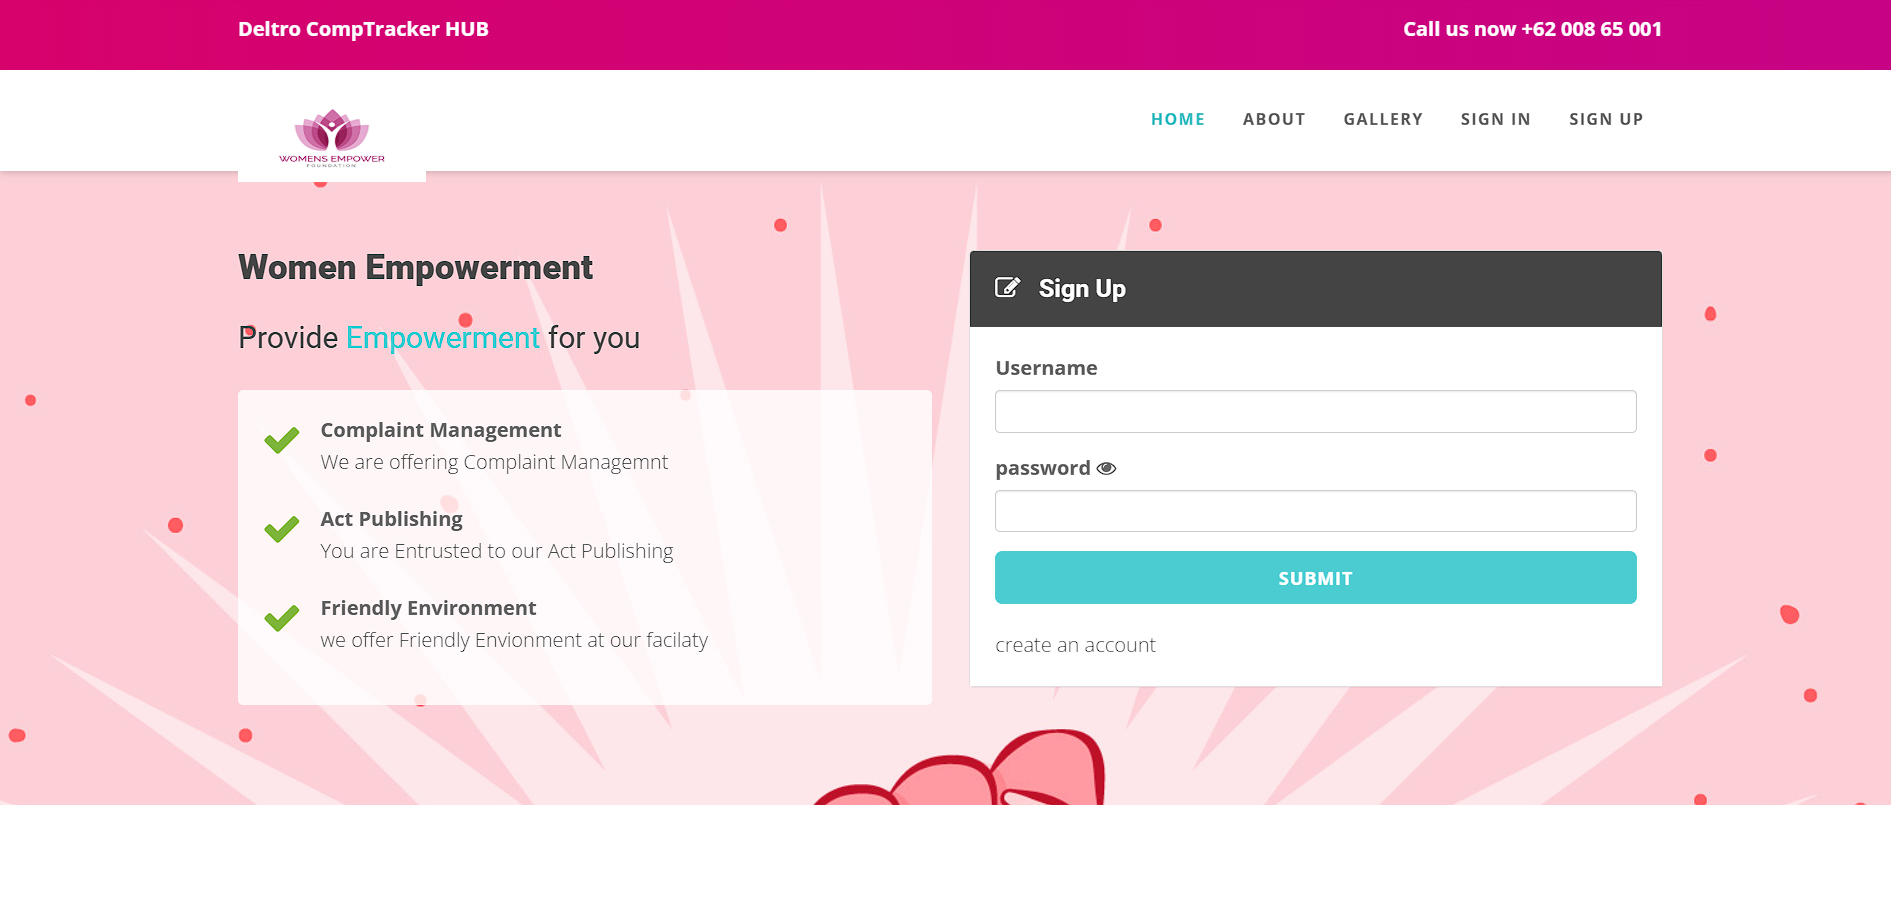 Deltro CompTracker HUB
Call us now +62 008 65 001
WOMENS EMPOWER
FOUNDATION
HOME ABOUT GALLERY SIGN IN SIGN UP
Women Empowerment
Provide Empowerment for you
Complaint Management
We are offering Complaint Managemnt
Act Publishing
You are Entrusted to our Act Publishing
Friendly Environment
we offer Friendly Envionment at our facilaty
Sign Up
Username
password
SUBMIT
create an account